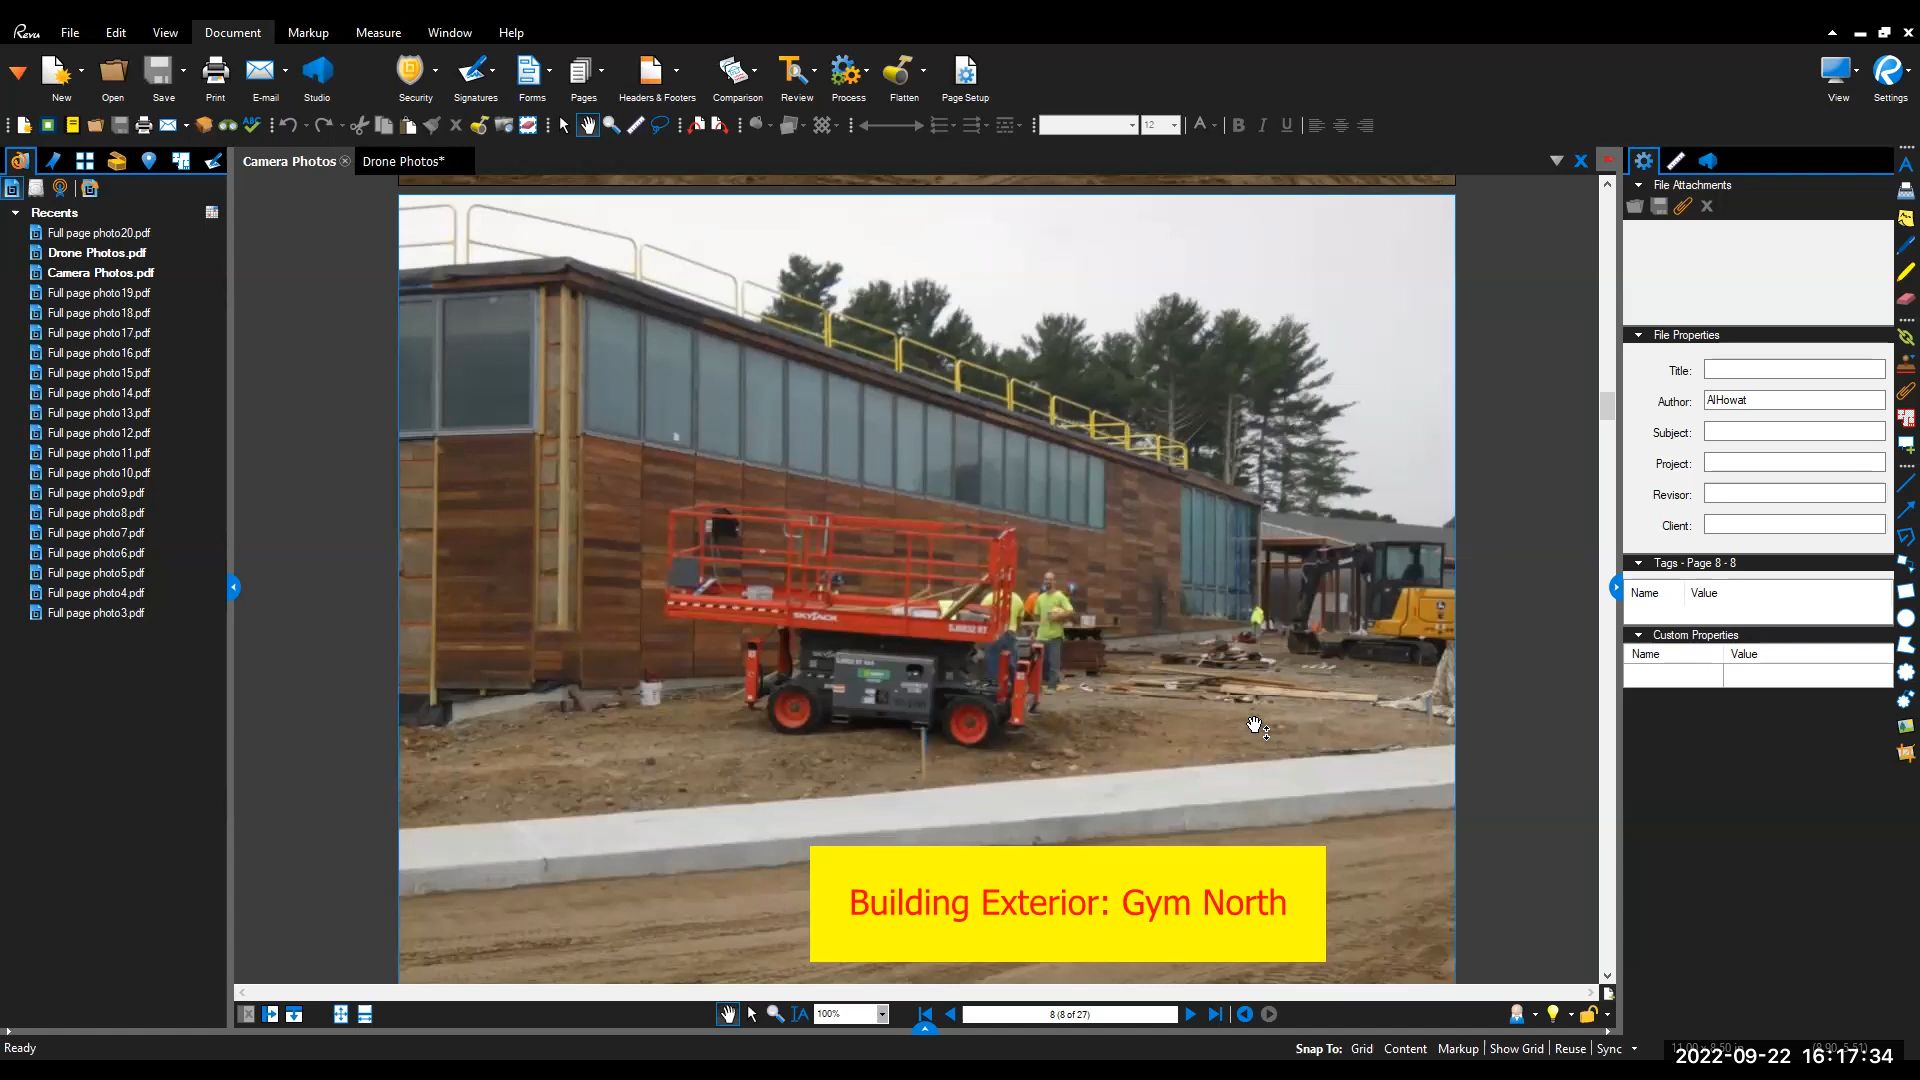 Revu File Edit View Document Markup Measure Window Help
New Open Save Print E-mail Studio Security Signatures Forms Pages Headers & Footers Comparison Review Process Flatten Page Setup View Settings
12
Camera Photos Drone Photos*
Recents
Full page photo20.pdf
Drone Photos.pdf
Camera Photos.pdf
Full page photo19.pdf
Full page photo18.pdf
Full page photo17.pdf
Full page photo16.pdf
Full page photo15.pdf
Full page photo14.pdf
Full page photo13.pdf
Full page photo12.pdf
Full page photo11.pdf
Full page photo10.pdf
Full page photo9.pdf
Full page photo8.pdf
Full page photo7.pdf
Full page photo6.pdf
Full page photo5.pdf
Full page photo4.pdf
Full page photo3.pdf
SKYJACK
Building Exterior: Gym North
File Attachments
File Properties
Title:
Author: AlHowat
Subject:
Project:
Revisor:
Client:
Tags - Page 8 - 8
Name Value
Custom Properties
Name Value
100%
8 (8 of 27)
Ready
Snap To: Grid Content Markup Show Grid Reuse Sync
2022-09-22 16:17:34